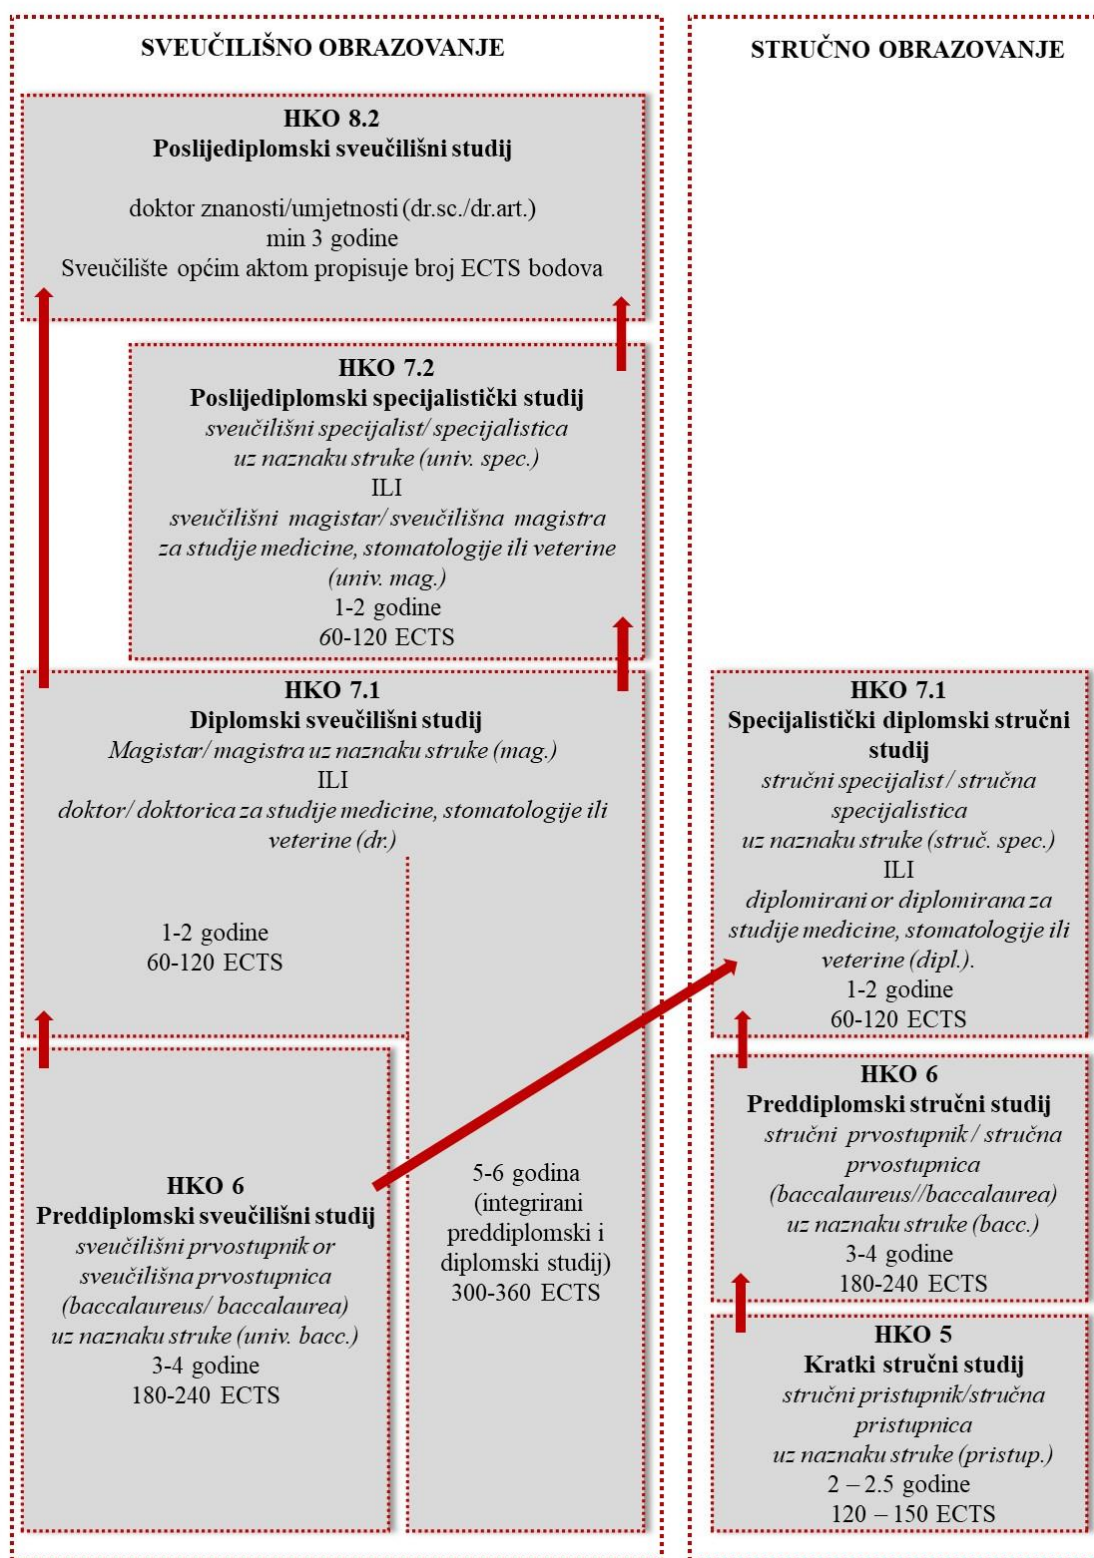 SVEUČILIŠNO OBRAZOVANJE
HKO 8.2
Poslijediplomski sveučilišni studij
doktor znanosti/umjetnosti (dr.sc./dr.art.)
min 3 godine
Sveučilište općim aktom propisuje broj ECTS bodova
HKO 7.2
Poslijediplomski specijalistički studij
sveučilišni specijalist/ specijalistica
uz naznaku struke (univ. spec.)
ILI
sveučilišni magistar/ sveučilišna magistra
za studije medicine, stomatologije ili veterine
(univ. mag.)
1-2 godine
60-120 ECTS
HKO 7.1
Diplomski sveučilišni studij
Magistar/ magistra uz naznaku struke (mag.)
ILI
doktor/ doktorica za studije medicine, stomatologije ili
veterine (dr.)
1-2 godine
60-120 ECTS
HKO 6
Preddiplomski sveučilišni studij
sveučilišni prvostupnik or
sveučilišna prvostupnica
(baccalaureus/ baccalaurea)
uz naznaku struke (univ. bacc.)
3-4 godine
180-240 ECTS
5-6 godina
(integrirani
preddiplomski i
diplomski studij)
300-360 ECTS
STRUČNO OBRAZOVANJE
HKO 7.1
Specijalistički diplomski stručni
studij
stručni specijalist / stručna
specijalistica
uz naznaku struke (struč. spec.)
ILI
diplomirani or diplomirana za
studije medicine, stomatologije ili
veterine (dipl.).
1-2 godine
60-120 ECTS
HKO 6
Preddiplomski stručni studij
stručni prvostupnik / stručna
prvostupnica
(baccalaureus//baccalaurea)
uz naznaku struke (bacc.)
3-4 godine
180-240 ECTS
HKO 5
Kratki stručni studij
stručni pristupnik/stručna
pristupnica
uz naznaku struke (pristup.)
2 – 2.5 godine
120 – 150 ECTS